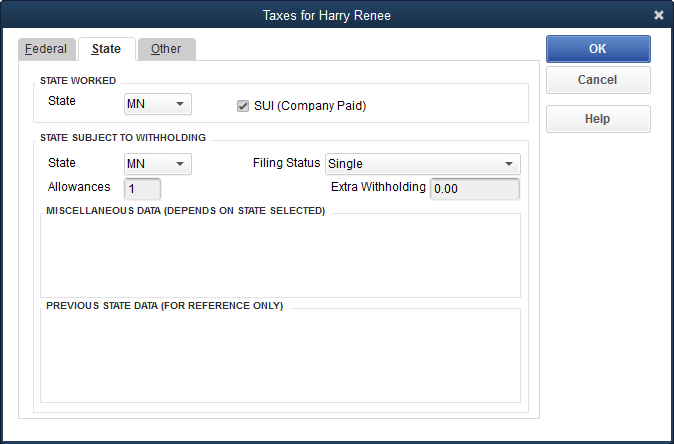 Taxes for Harry Renee
Federal State Other
OK
Cancel
Help
STATE WORKED
State MN SUI (Company Paid)
STATE SUBJECT TO WITHHOLDING
State MN Filing Status Single
Allowances 1 Extra Withholding 0.00
MISCELLANEOUS DATA (DEPENDS ON STATE SELECTED)
PREVIOUS STATE DATA (FOR REFERENCE ONLY)